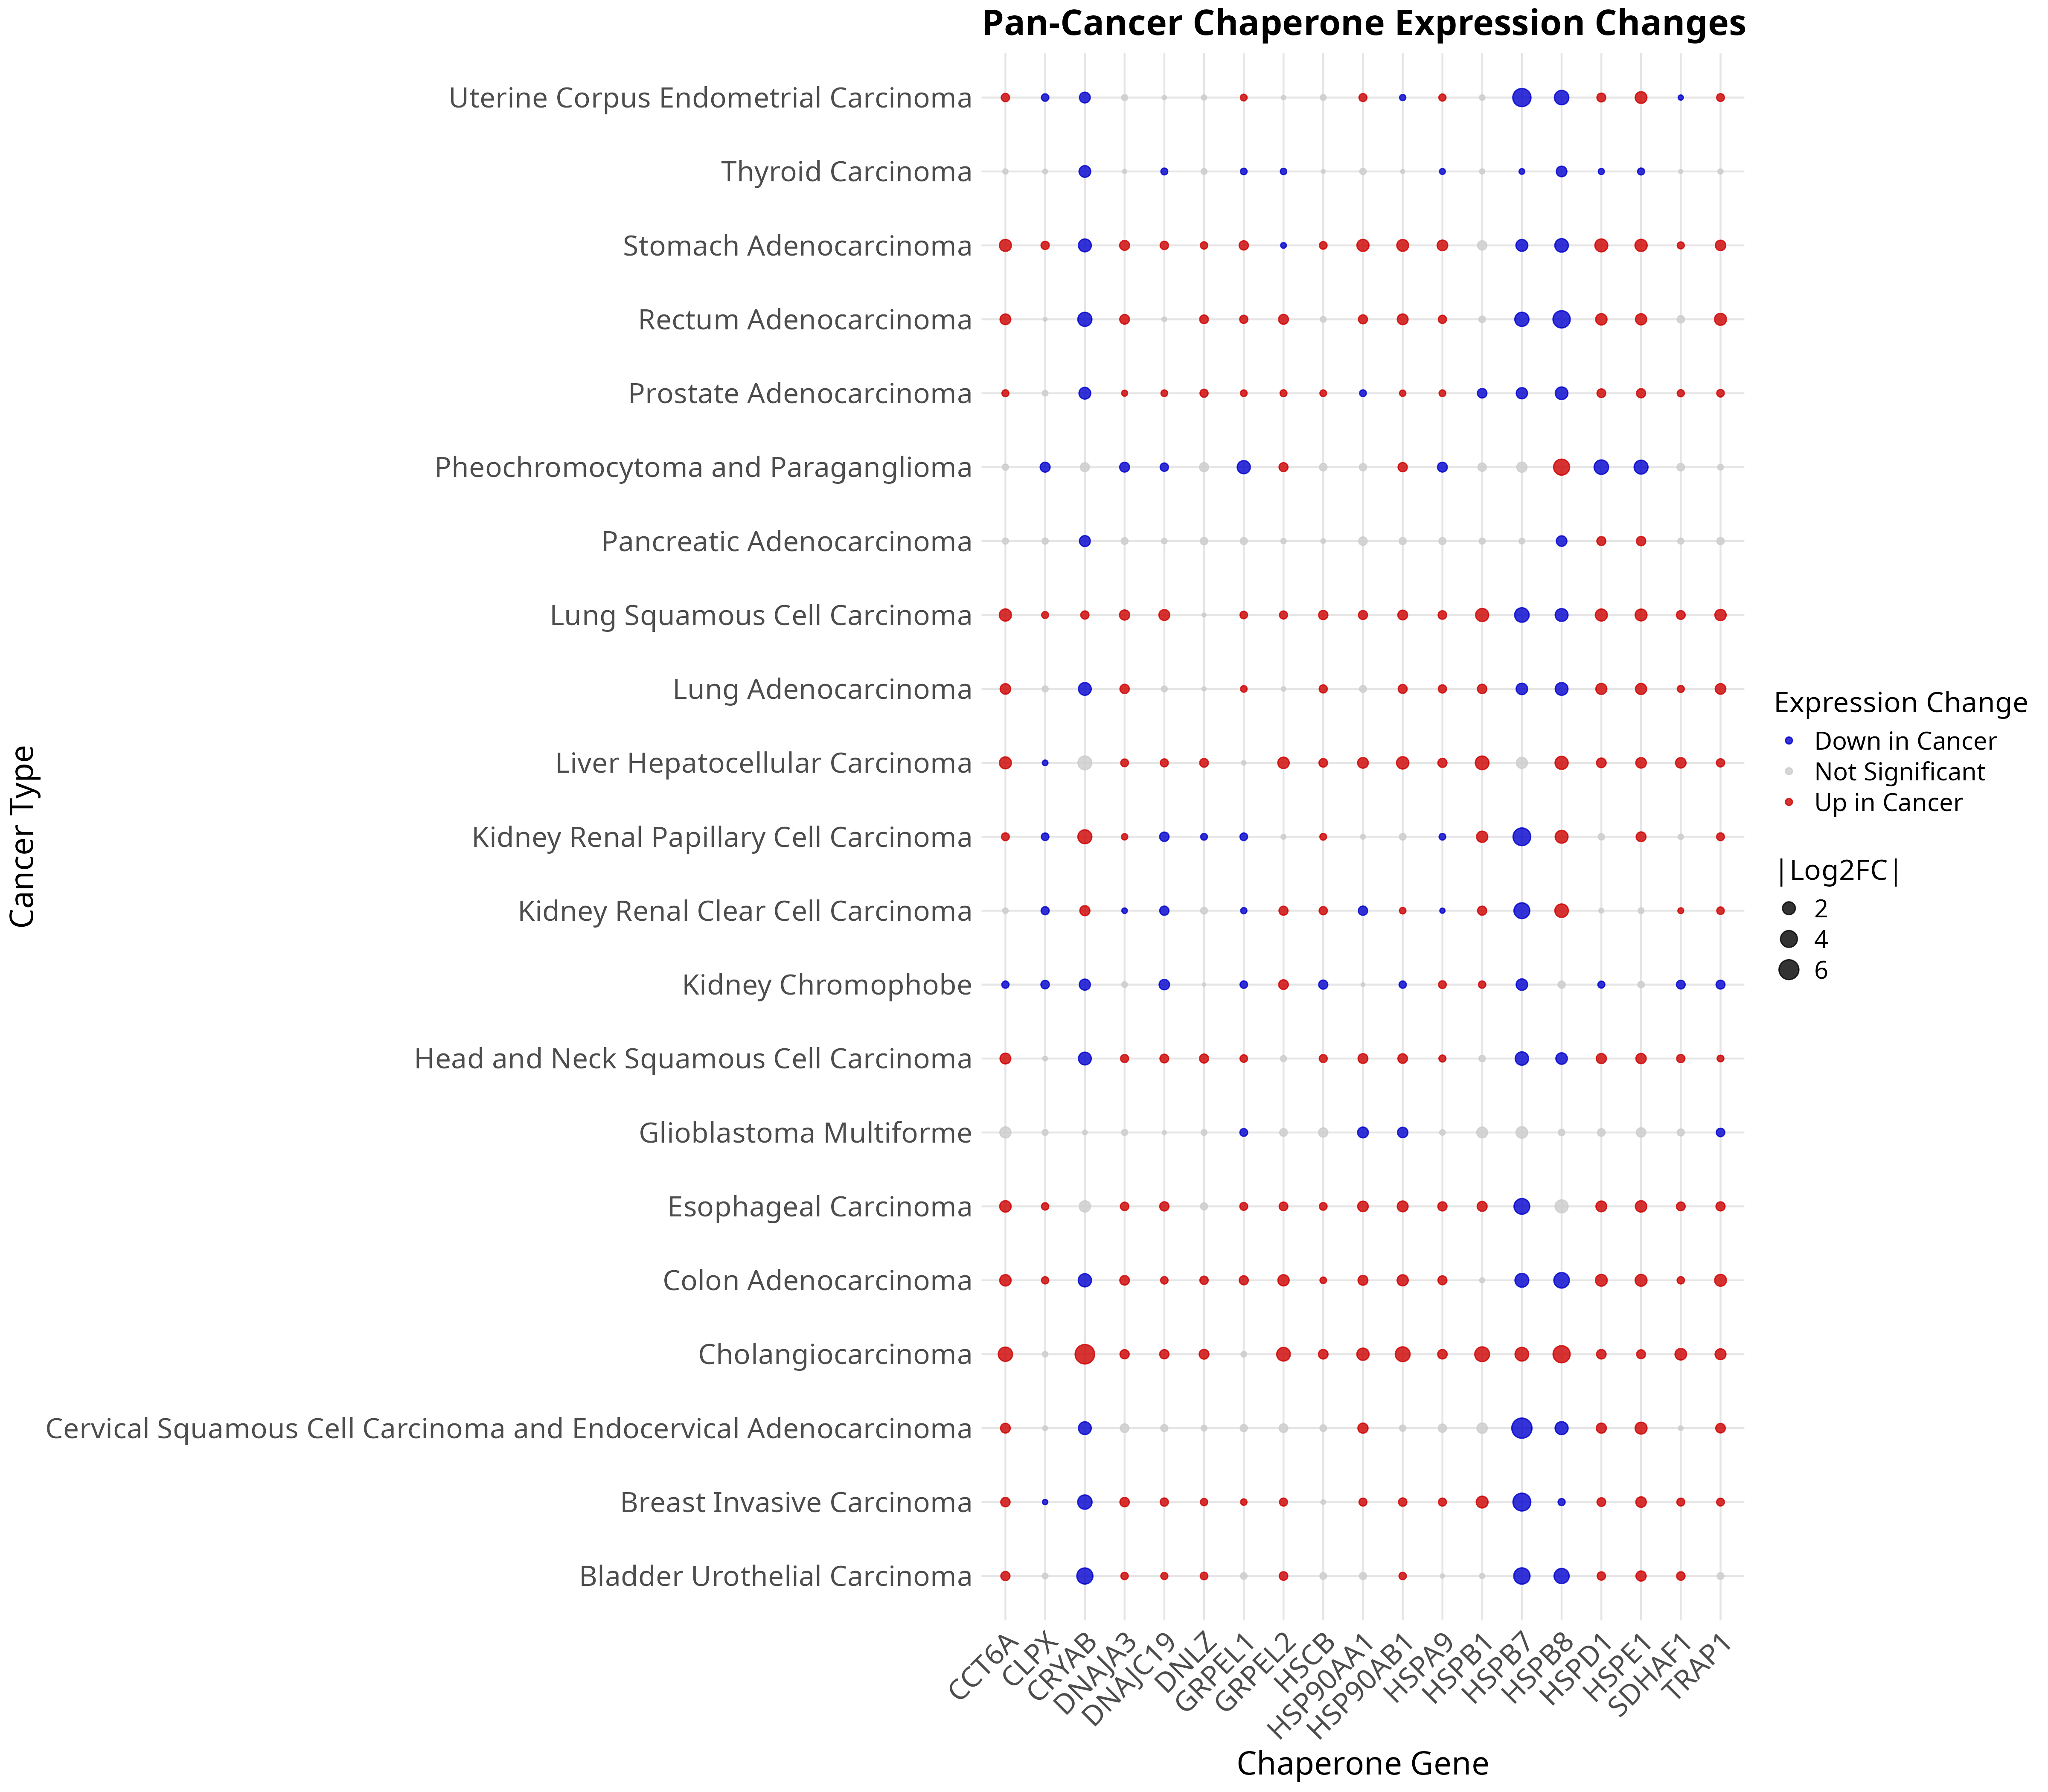 Pan-Cancer Chaperone Expression Changes
Cancer Type
Uterine Corpus Endometrial Carcinoma
Thyroid Carcinoma
Stomach Adenocarcinoma
Rectum Adenocarcinoma
Prostate Adenocarcinoma
Pheochromocytoma and Paraganglioma
Pancreatic Adenocarcinoma
Lung Squamous Cell Carcinoma
Lung Adenocarcinoma
Liver Hepatocellular Carcinoma
Kidney Renal Papillary Cell Carcinoma
Kidney Renal Clear Cell Carcinoma
Kidney Chromophobe
Head and Neck Squamous Cell Carcinoma
Glioblastoma Multiforme
Esophageal Carcinoma
Colon Adenocarcinoma
Cholangiocarcinoma
Cervical Squamous Cell Carcinoma and Endocervical Adenocarcinoma
Breast Invasive Carcinoma
Bladder Urothelial Carcinoma
CCT6A
CLPX
CRYAB
DNAJA3
DNAJC19
DNLZ
GRPEL1
GRPEL2
HSCB
HSP90AA1
HSP90AB1
HSPA9
HSPB1
HSPB7
HSPB8
HSPD1
HSPE1
SDHAF1
TRAP1
Chaperone Gene
Expression Change
Down in Cancer
Not Significant
Up in Cancer
|Log2FC|
2
4
6